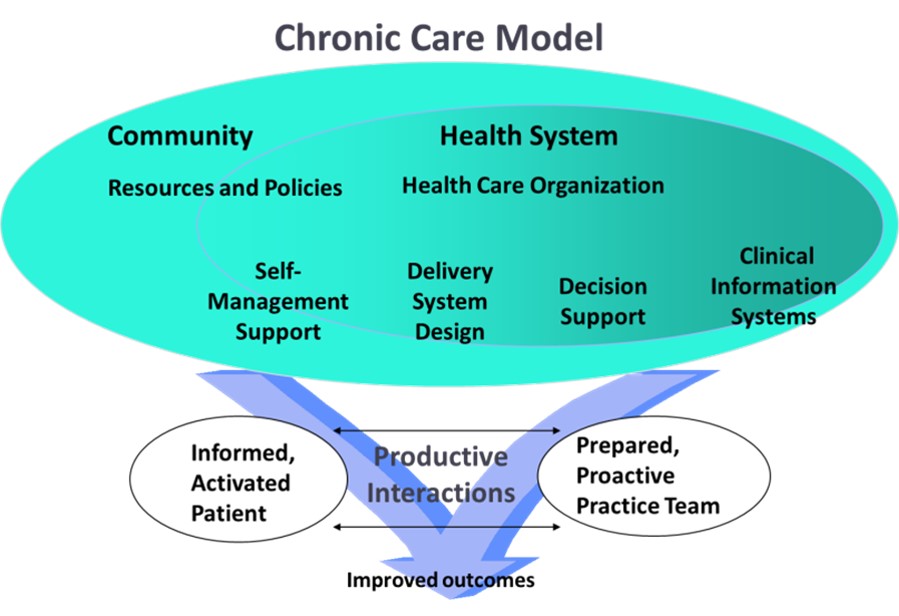 Chronic Care Model
Community
Resources and Policies
Health System
Health Care Organization
Self-
Management
Support
Delivery
System
Design
Decision
Support
Clinical
Information
Systems
Informed,
Activated
Patient
Productive
Interactions
Prepared,
Proactive
Practice Team
Improved outcomes